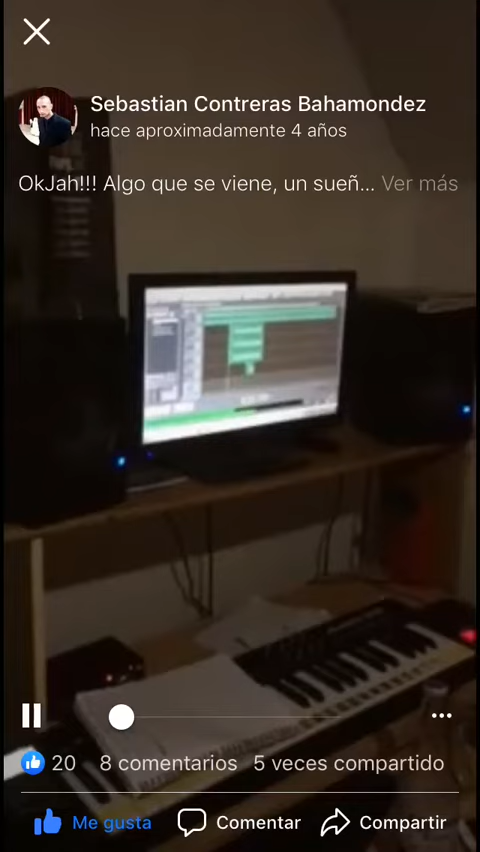 Sebastian Contreras Bahamondez
hace aproximadamente 4 años
OkJah!!! Algo que se viene, un sueñ... Ver más
20 8 comentarios 5 veces compartido
Me gusta Comentar Compartir